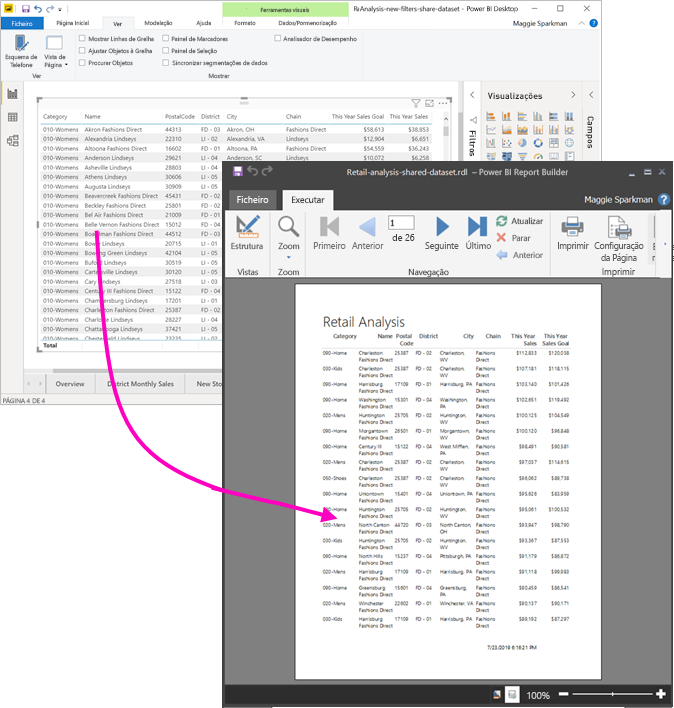 Ferramentas visuais
Retail Analysis-new-filters-share-dataset - Power BI Desktop
Maggie Sparkman
Ficheiro Página Inicial Ver Modelação Ajuda Formato Dados/Pormenorização
Esquema de Telefone
Vista de Página
Mostrar Linhas de Grelha
Ajustar Objetos à Grelha
Procurar Objetos
Painel de Marcadores
Painel de Seleção
Sincronizar segmentações de dados
Analisador de Desempenho
Ver
Mostrar
Category Name PostalCode District City Chain This Year Sales Goal This Year Sales
010-Womens Akron Fashions Direct 44313 FD - 03 Akron, OH Fashions Direct $58,613 $38,853
010-Womens Alexandria Lindseys 22310 LI - 02 Alexandria, VA Lindseys $12,904 $6,651
010-Womens Altoona Fashions Direct 16602 FD - 01 Altoona, PA Fashions Direct $54,559 $36,243
010-Womens Anderson Lindseys 29621 LI - 04 Anderson, SC Lindseys $10,072 $6,258
010-Womens Asheville Lindseys 28803 LI - 04
010-Womens Athens Lindseys 30606 LI - 05
010-Womens Augusta Lindseys 30909 LI - 05
010-Womens Beavercreek Fashions Direct 45431 FD - 04
010-Womens Beckley Fashions Direct 25801 FD - 02
010-Womens Bel Air Fashions Direct 21009 FD - 01
010-Womens Belle Vernon Fashions Direct 15012 FD - 04
010-Womens Fashions Direct 44512 FD - 03
010-Womens Lindseys 20715 LI - 01
010-Womens Bowling Green Lindseys 42104 LI - 05
010-Womens Buford Lindseys 30519 LI - 05
010-Womens Cartersville Lindseys 30120 LI - 05
010-Womens Cary Lindseys 27518 LI - 03
010-Womens Century III Fashions Direct 15122 FD - 04
010-Womens Chambersburg Lindseys 17201 LI - 01
010-Womens Charleston Fashions Direct 25387 FD - 02
010-Womens Charlotte Lindseys 28227 LI - 04
010-Womens Chattanooga Lindseys 37421 LI - 05
010-Womens Chesterfield Lindseys 23235 LI - 02
Total
Overview District Monthly Sales New Sto
PÁGINA 4 DE 4
Visualizações
Filtros
Campos
Retail-analysis-shared-dataset.rdl – Power BI Report Builder
Ficheiro Executar
Maggie Sparkman
Estrutura
Vistas
Zoom
Zoom
Primeiro
Anterior
1
de 26
Seguinte
Último
Atualizar
Parar
Anterior
Navegação
Imprimir
Configuração da Página
Imprimir
Retail Analysis
Category Name Postal Code District City Chain This Year Sales This Year Sales Goal
090-Home Charleston Fashions Direct 25387 FD - 02 Charleston, WV Fashions Direct $112,833 $120,038
030-Kids Charleston Fashions Direct 25387 FD - 02 Charleston, WV Fashions Direct $107,181 $118,115
090-Home Harrisburg Fashions Direct 17109 FD - 01 Harrisburg, PA Fashions Direct $103,140 $101,426
090-Home Washington Fashions Direct 15301 FD - 04 Washington, PA Fashions Direct $102,651 $119,492
020-Mens Huntington Fashions Direct 25705 FD - 02 Huntington, WV Fashions Direct $100,125 $104,549
090-Home Morgantown Fashions Direct 26501 FD - 01 Morgantown, WV Fashions Direct $100,120 $96,848
090-Home Century III Fashions Direct 15122 FD - 04 West Mifflen, PA Fashions Direct $98,491 $90,581
020-Mens Charleston Fashions Direct 25387 FD - 02 Charleston, WV Fashions Direct $97,037 $114,615
050-Shoes Charleston Fashions Direct 25387 FD - 02 Charleston, WV Fashions Direct $96,062 $89,738
090-Home Uniontown Fashions Direct 15401 FD - 04 Uniontown, PA Fashions Direct $95,826 $83,959
090-Home Huntington Fashions Direct 25705 FD - 02 Huntington, WV Fashions Direct $95,061 $100,532
020-Mens North Canton Fashions Direct 44720 FD - 03 North Canton, OH Fashions Direct $93,947 $98,790
030-Kids Huntington Fashions Direct 25705 FD - 02 Huntington, WV Fashions Direct $93,367 $87,553
090-Home North Hills Fashions Direct 15237 FD - 04 Pittsburgh, PA Fashions Direct $91,179 $86,872
020-Mens Harrisburg Fashions Direct 17109 FD - 01 Harrisburg, PA Fashions Direct $91,118 $99,983
090-Home Greensburg Fashions Direct 15601 FD - 04 Greensburg, PA Fashions Direct $90,459 $86,541
020-Mens Winchester Fashions Direct 22602 FD - 01 Winchester, VA Fashions Direct $90,137 $90,171
030-Kids Harrisburg Fashions Direct 17109 FD - 01 Harrisburg, PA Fashions Direct $89,192 $87,297
7/23/2019 6:16:21 PM
100%